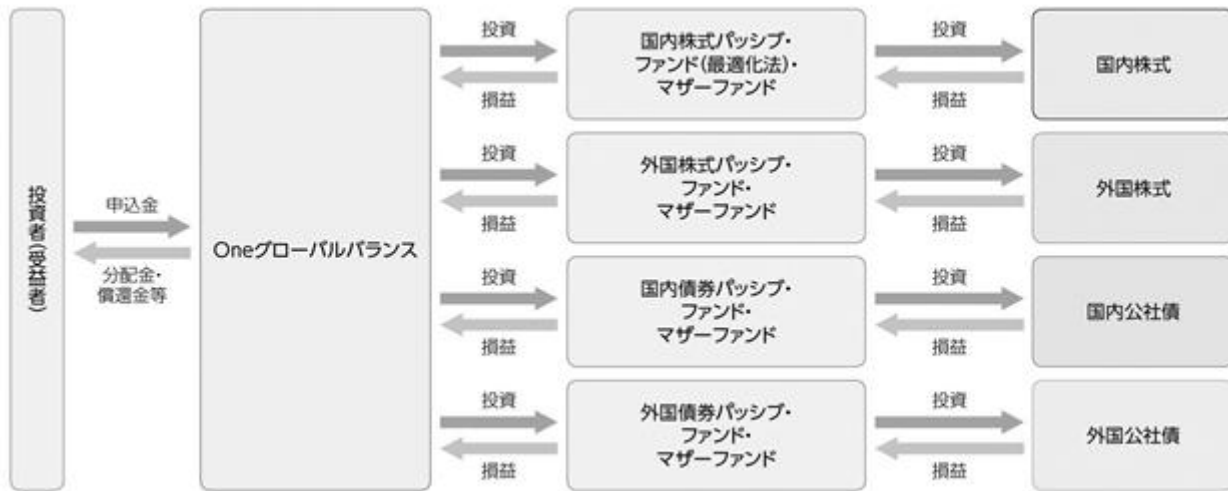 投資者(受益者)
申込金
分配金・
償還金等
Oneグローバルバランス
投資
損益
国内株式パッシブ・
ファンド(最適化法)・
マザーファンド
投資
損益
国内株式
投資
損益
外国株式パッシブ・
ファンド・
マザーファンド
投資
損益
外国株式
投資
損益
国内債券パッシブ・
ファンド・
マザーファンド
投資
損益
国内公社債
投資
損益
外国債券パッシブ・
ファンド・
マザーファンド
投資
損益
外国公社債